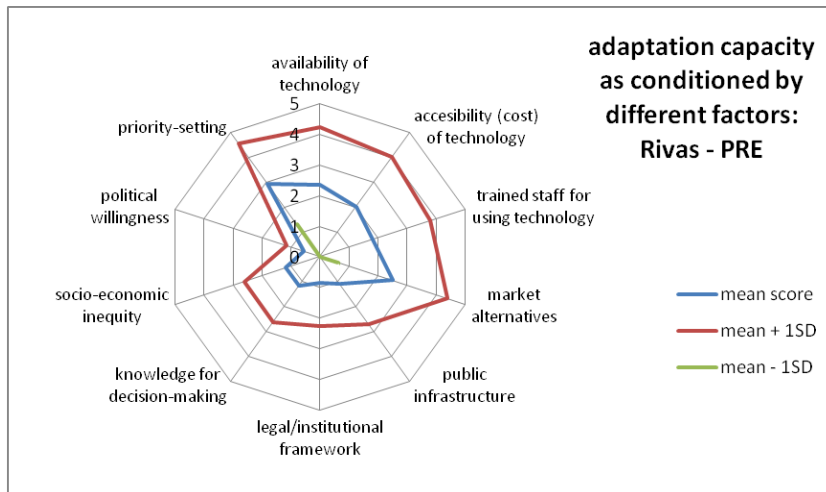 adaptation capacity
as conditioned by
different factors:
Rivas - PRE
availability of
technology
accesibility (cost)
of technology
trained staff for
using technology
market
alternatives
public
infrastructure
legal/institutional
framework
knowledge for
decision-making
socio-economic
inequity
political
willingness
priority-setting
5
4
3
2
1
0
mean score
mean + 1SD
mean - 1SD